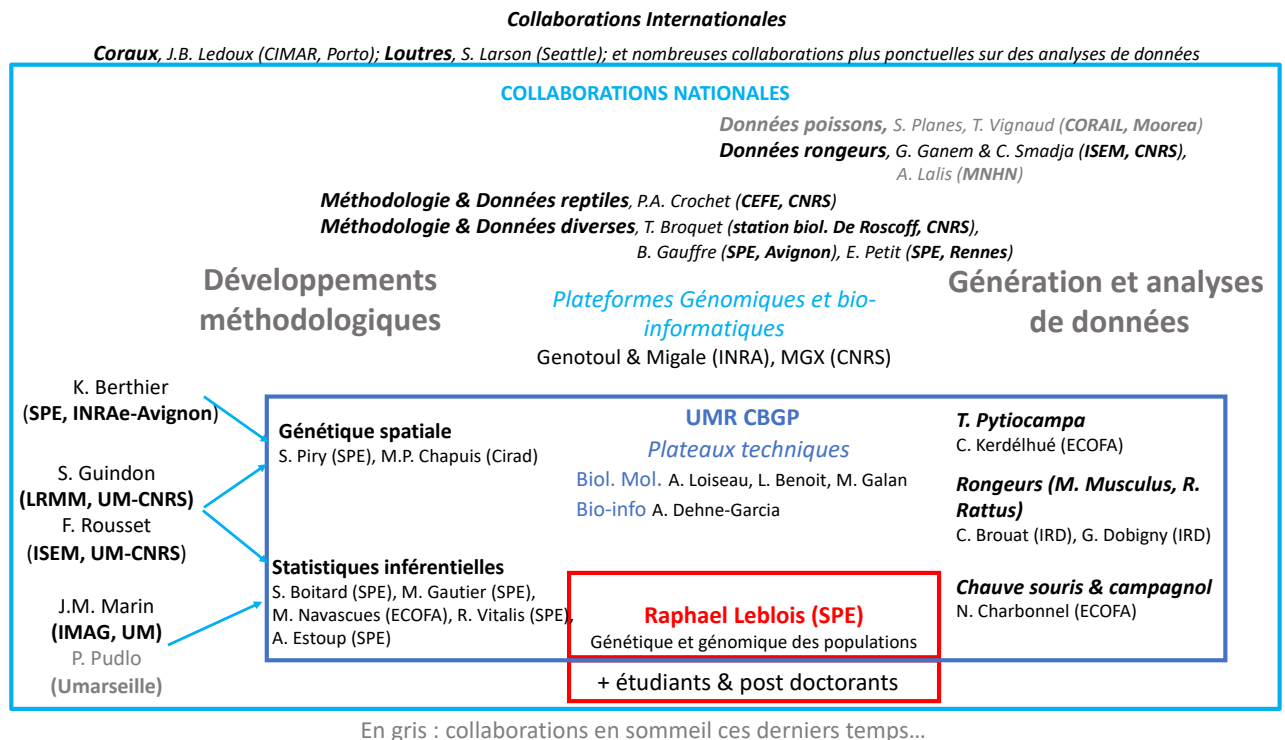 Collaborations Internationales
Coraux, J.B. Ledoux (CIMAR, Porto); Loutres, S. Larson (Seattle); et nombreuses collaborations plus ponctuelles sur des analyses de données
COLLABORATIONS NATIONALES
Données poissons, S. Planes, T. Vignaud (CORAIL, Moorea)
Données rongeurs, G. Ganem & C. Smadja (ISEM, CNRS),
A. Lalis (MNHN)
Méthodologie & Données reptiles, P.A. Crochet (CEFE, CNRS)
Méthodologie & Données diverses, T. Broquet (station biol. De Roscoff, CNRS),
B. Gauffre (SPE, Avignon), E. Petit (SPE, Rennes)
Développements
méthodologiques
Plateformes Génomiques et bio-
informatiques
Genotoul & Migale (INRA), MGX (CNRS)
Génération et analyses
de données
K. Berthier
(SPE, INRAe-Avignon)
S. Guindon
(LRMM, UM-CNRS)
F. Rousset
(ISEM, UM-CNRS)
J.M. Marin
(IMAG, UM)
P. Pudlo
(Umarseille)
Génétique spatiale
S. Piry (SPE), M.P. Chapuis (Cirad)
Statistiques inférentielles
S. Boitard (SPE), M. Gautier (SPE),
M. Navascues (ECOFA), R. Vitalis (SPE),
A. Estoup (SPE)
UMR CBGP
Plateaux techniques
Biol. Mol. A. Loiseau, L. Benoit, M. Galan
Bio-info A. Dehne-Garcia
Raphael Leblois (SPE)
Génétique et génomique des populations
+ étudiants & post doctorants
T. Pytiocampa
C. Kerdélhué (ECOFA)
Rongeurs (M. Musculus, R.
Rattus)
C. Brouat (IRD), G. Dobigny (IRD)
Chauve souris & campagnol
N. Charbonnel (ECOFA)
En gris : collaborations en sommeil ces derniers temps…